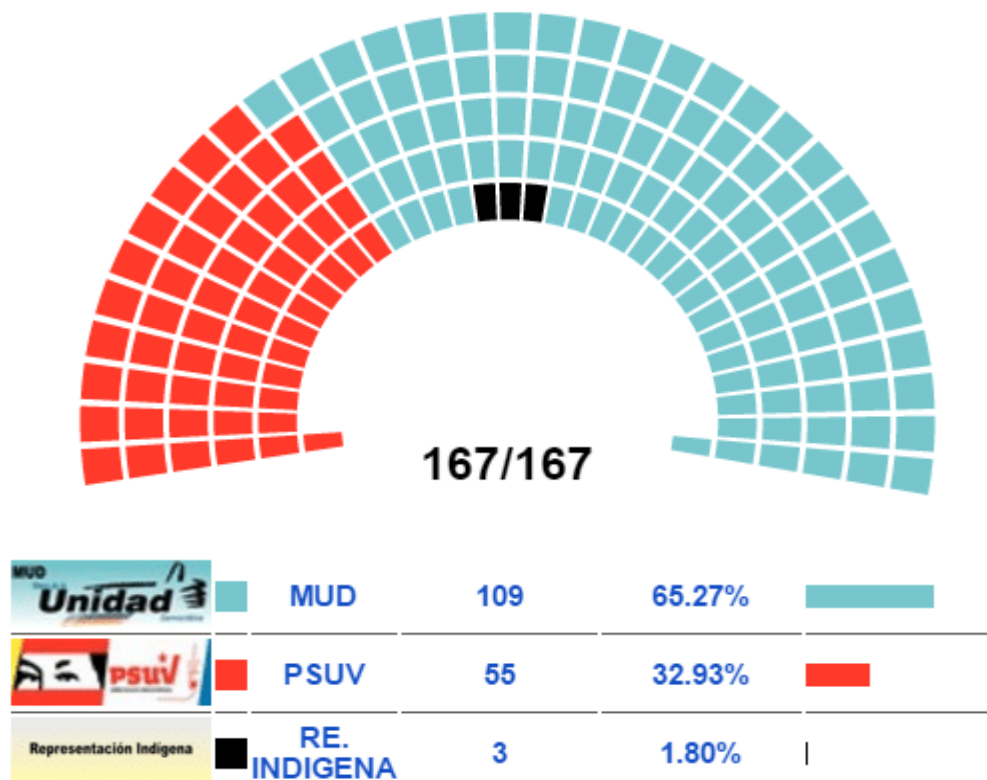 167/167
MUD
Unidad
MUD 109 65.27%
PSUV
PSUV 55 32.93%
Representación Indígena
RE.
INDIGENA 3 1.80%